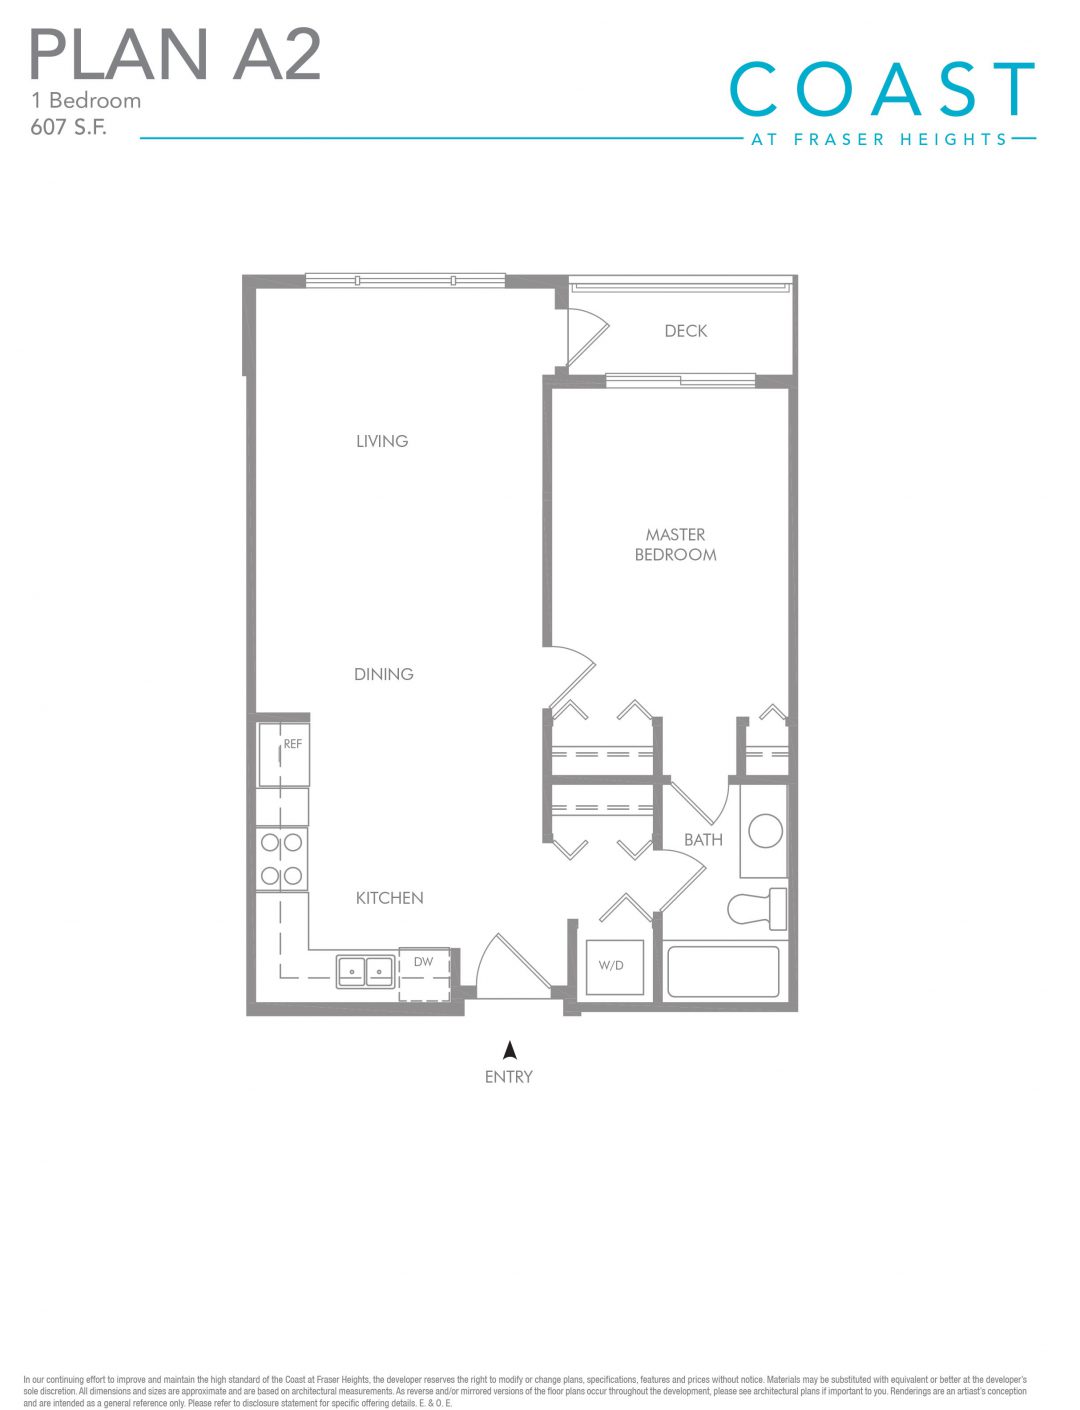 PLAN A2
1 Bedroom
607 S.F.
COAST
AT FRASER HEIGHTS
DECK
LIVING
MASTER
BEDROOM
DINING
REF
BATH
KITCHEN
DW
W/D
ENTRY
In our continuing effort to improve and maintain the high standard of the Coast at Fraser Heights, the developer reserves the right to modify or change plans, specifications, features and prices without notice. Materials may be substituted with equivalent or better at the developer's
sole discretion. All dimensions and sizes are approximate and are based on architectural measurements. As reverse and/or mirrored versions of the floor plans occur throughout the development, please see architectural plans if important to you. Renderings are an artiast's conception
and are intended as a general reference only. Please refer to disclosure statement for specific offering details. E. & O. E.